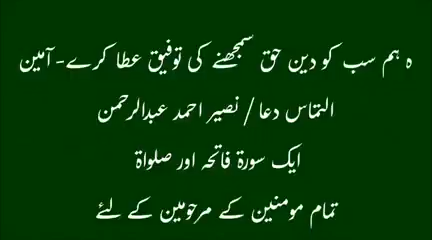 ہ ہم سب کو دین حق سمجھنے کی توفیق عطا کرے۔ آمین
التماس دعا / نصیر احمد عبدالرحمن
ایک سورۃ فاتحہ اور صلواۃ
تمام مومنین کے مرحومین کے لئے